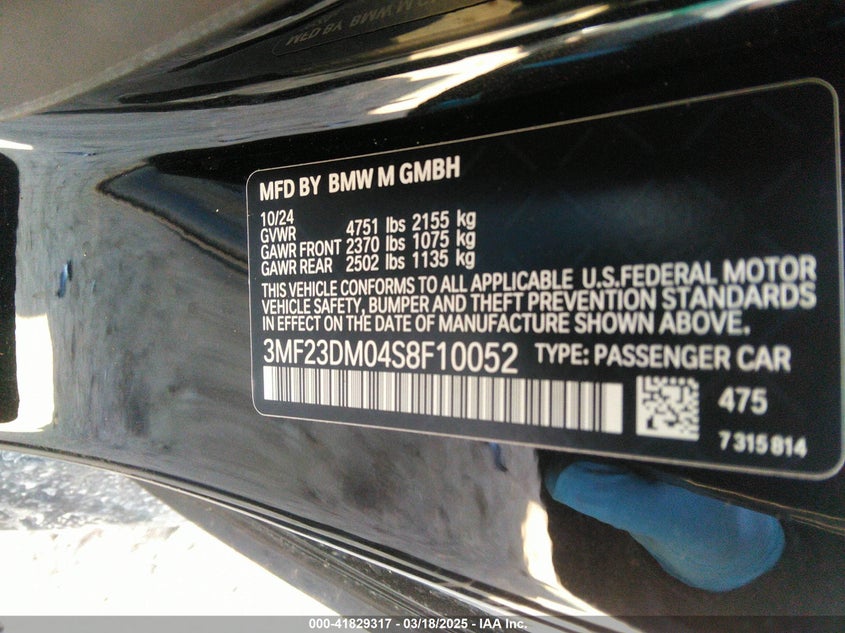 MFD BY BMW M GMBH
10/24
GVWR 4751 lbs 2155 kg
GAWR FRONT 2370 lbs 1075 kg
GAWR REAR 2502 lbs 1135 kg
THIS VEHICLE CONFORMS TO ALL APPLICABLE U.S.FEDERAL MOTOR
VEHICLE SAFETY, BUMPER AND THEFT PREVENTION STANDARDS
IN EFFECT ON THE DATE OF MANUFACTURE SHOWN ABOVE.
3MF23DM04S8F10052 TYPE: PASSENGER CAR
475
7 315 814
000-41829317 — 03/18/2025 — IAA Inc.